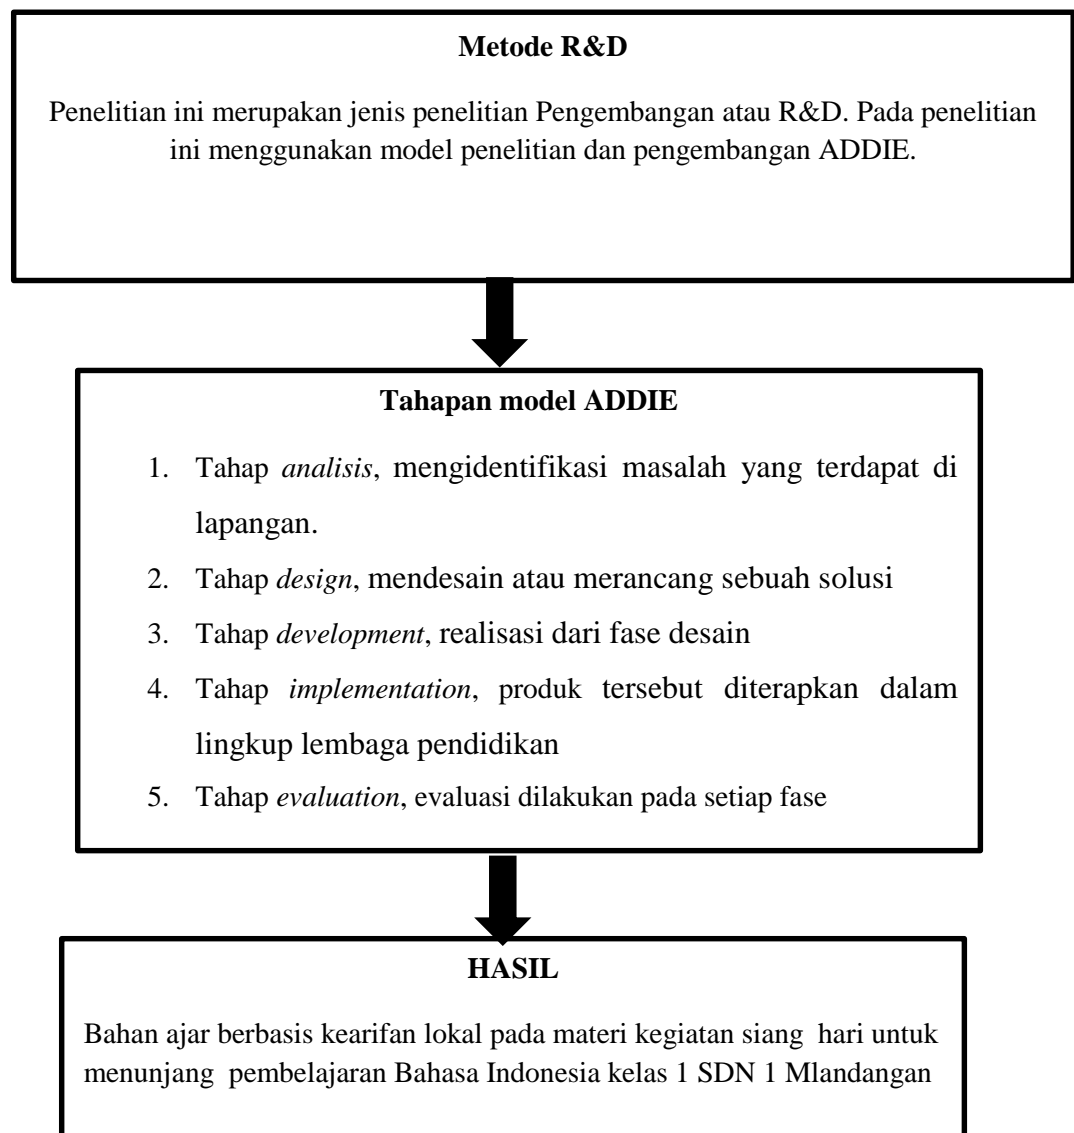 Metode R&D
Penelitian ini merupakan jenis penelitian Pengembangan atau R&D. Pada penelitian
ini menggunakan model penelitian dan pengembangan ADDIE.
Tahapan model ADDIE
1. Tahap analisis, mengidentifikasi masalah yang terdapat di
lapangan.
2. Tahap design, mendesain atau merancang sebuah solusi
3. Tahap development, realisasi dari fase desain
4. Tahap implementation, produk tersebut diterapkan dalam
lingkup lembaga pendidikan
5. Tahap evaluation, evaluasi dilakukan pada setiap fase
HASIL
Bahan ajar berbasis kearifan lokal pada materi kegiatan siang hari untuk
menunjang pembelajaran Bahasa Indonesia kelas 1 SDN 1 Mlandangan